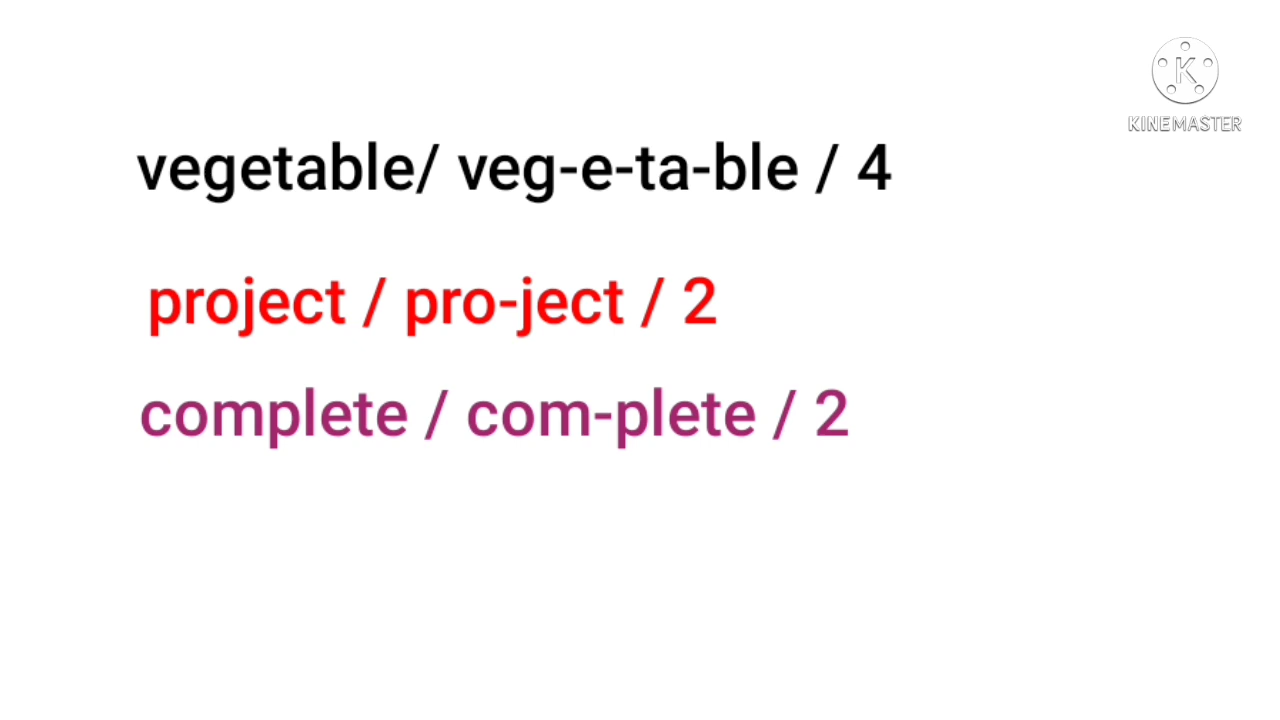 KINEMASTER
vegetable/ veg-e-ta-ble / 4
project / pro-ject / 2
complete / com-plete / 2